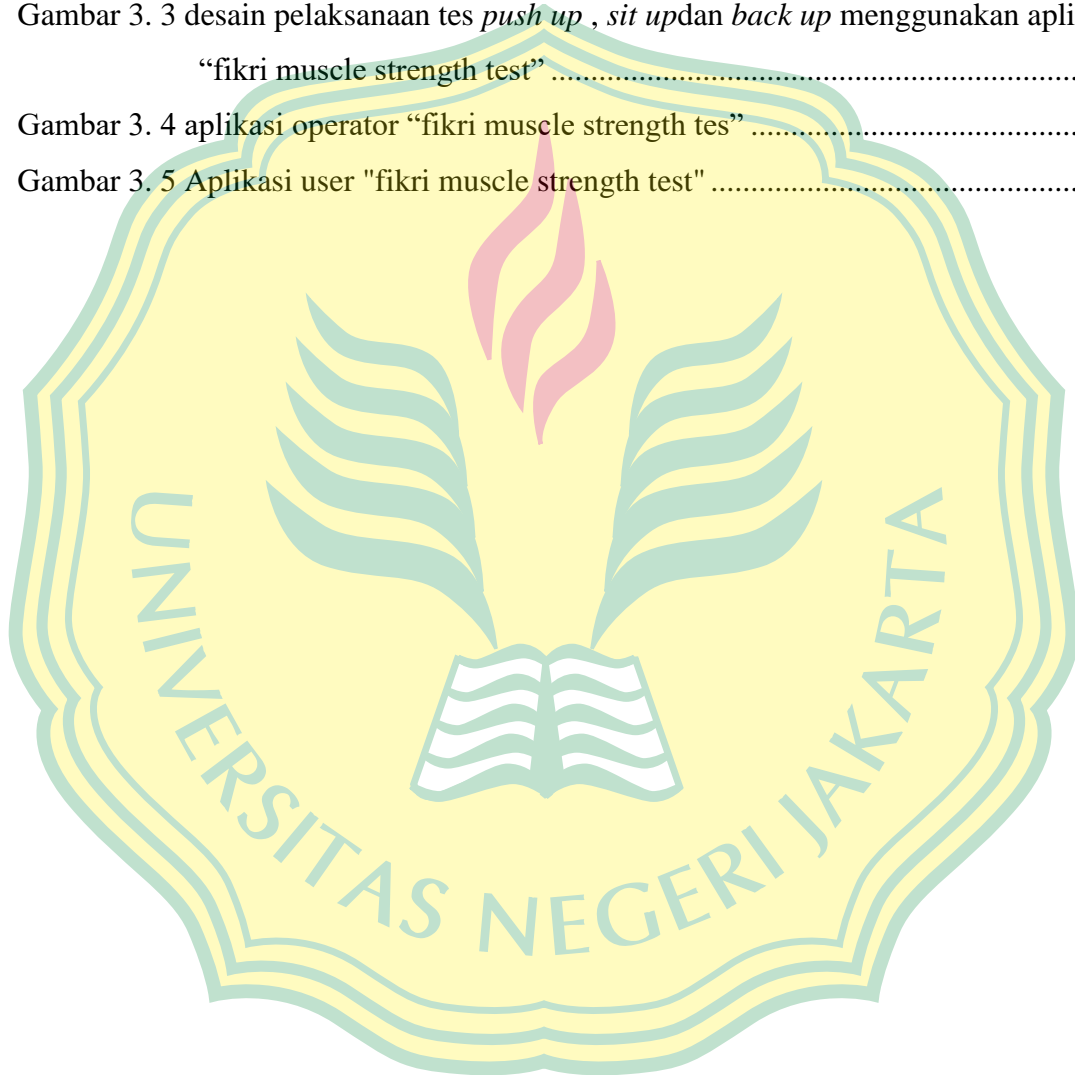 Gambar 3. 3 desain pelaksanaan tes push up , sit updan back up menggunakan apli
“fikri muscle strength test” ................................................................................
Gambar 3. 4 aplikasi operator “fikri muscle strength tes” ..................................................
Gambar 3. 5 Aplikasi user "fikri muscle strength test" .......................................................
UNIVERSITAS NEGERI JAKARTA